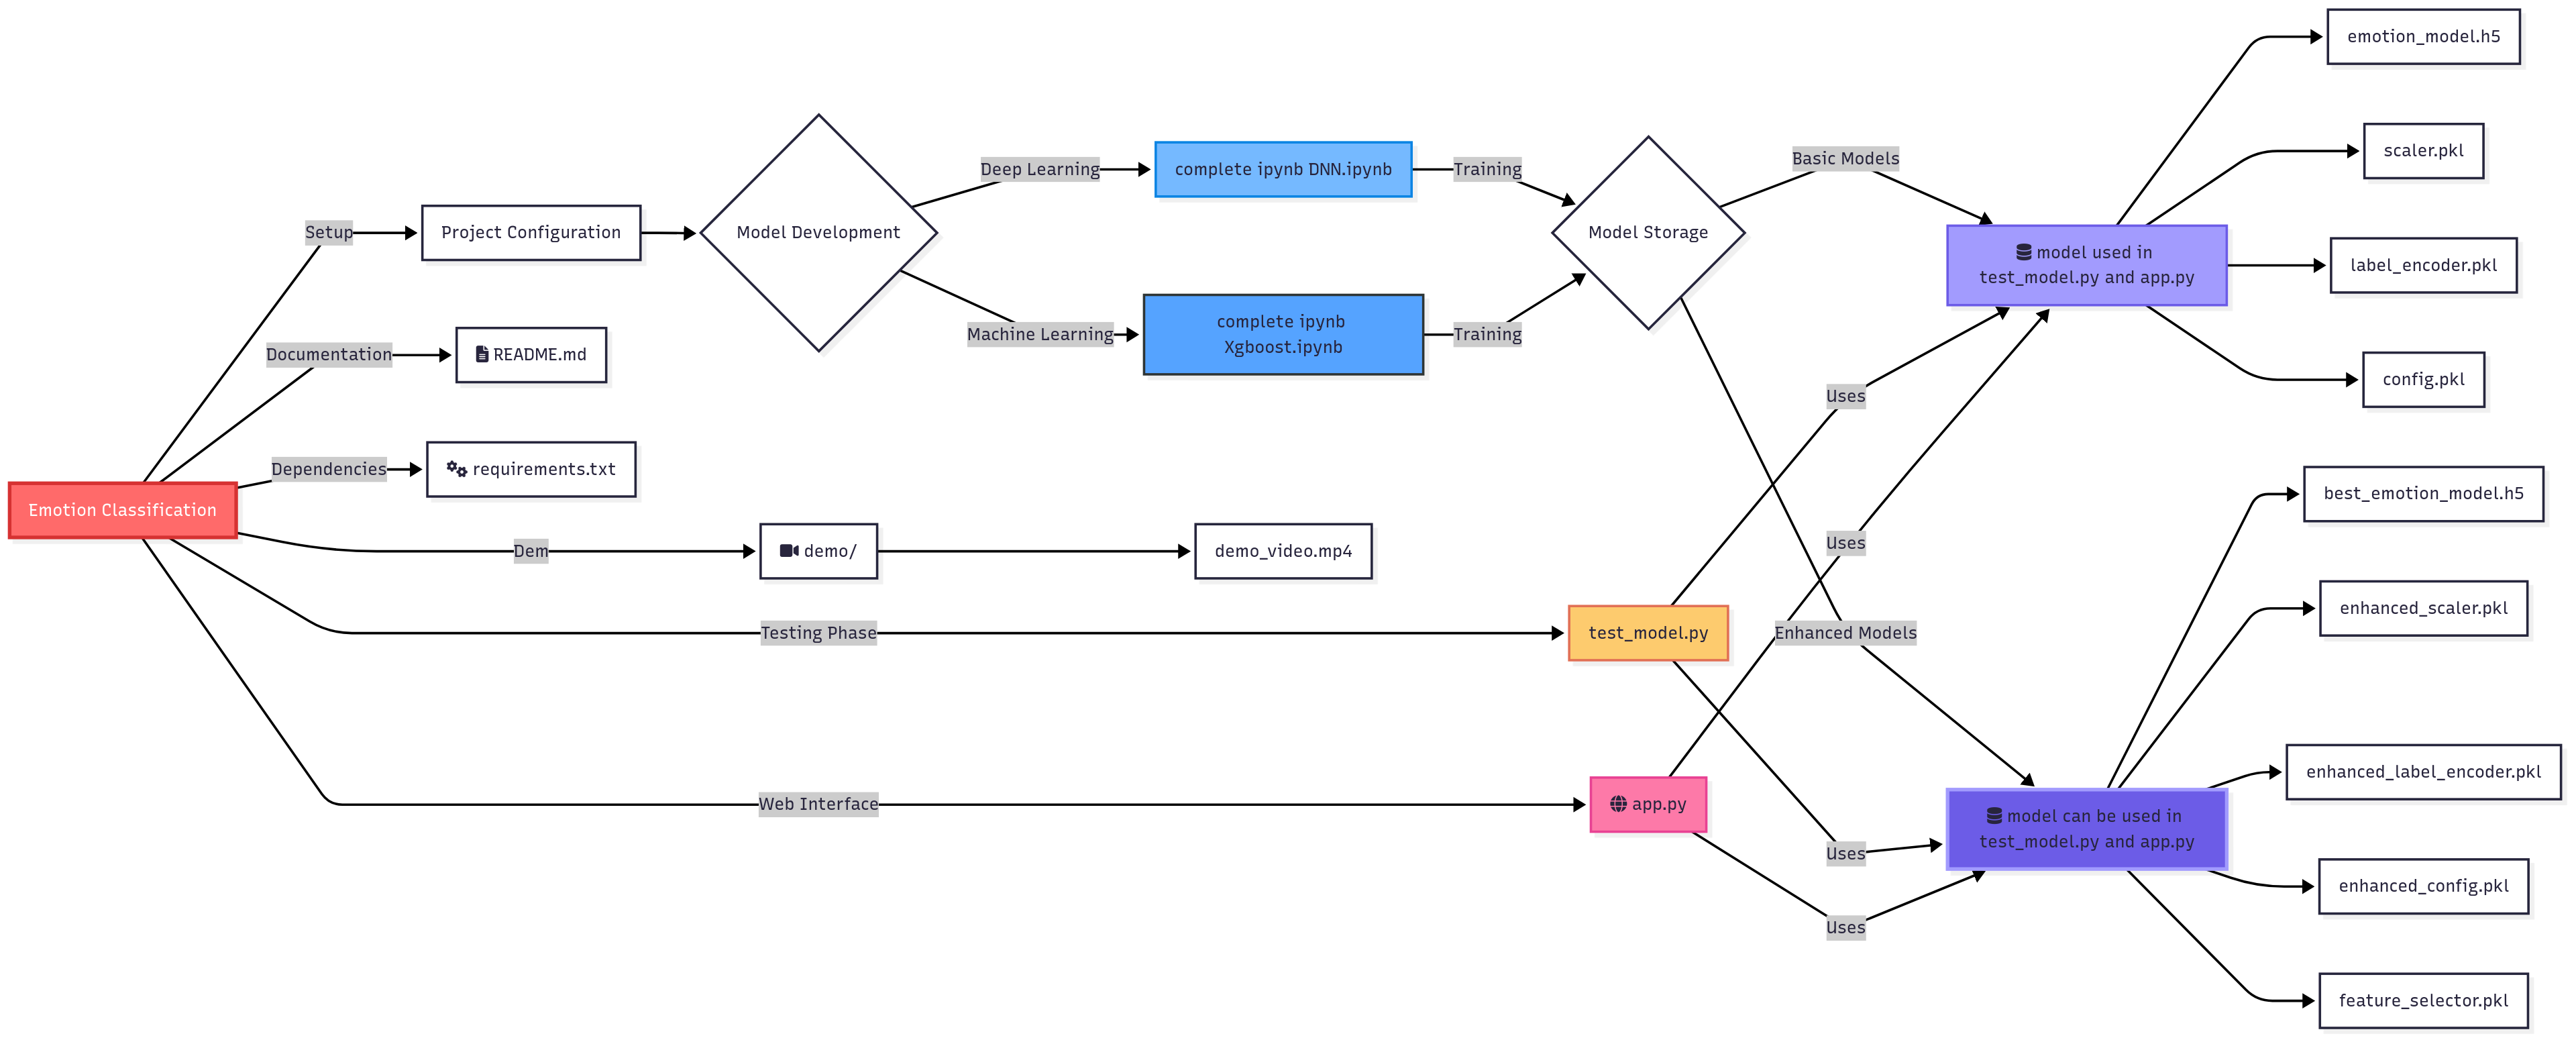 Emotion Classification
Setup
Documentation
Dependencies
Dem
Testing Phase
Web Interface
Project Configuration
README.md
requirements.txt
demo/
demo_video.mp4
Model Development
Deep Learning
Machine Learning
complete ipynb DNN.ipynb
complete ipynb
Xgboost.ipynb
Training
Training
Model Storage
test_model.py
app.py
Basic Models
Uses
Uses
Enhanced Models
Uses
Uses
model used in
test_model.py and app.py
model can be used in
test_model.py and app.py
emotion_model.h5
scaler.pkl
label_encoder.pkl
config.pkl
best_emotion_model.h5
enhanced_scaler.pkl
enhanced_label_encoder.pkl
enhanced_config.pkl
feature_selector.pkl